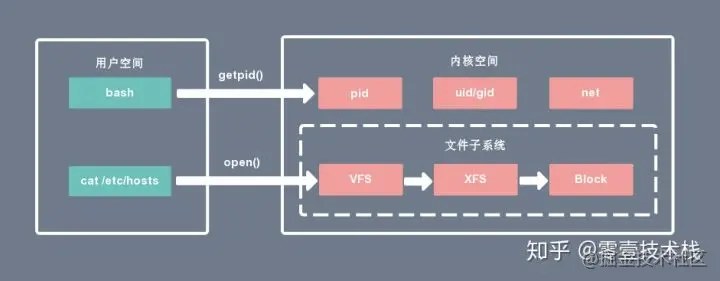 用户空间
内核空间
bash
getpid()
pid
uid/gid
net
文件子系统
cat /etc/hosts
open()
VFS
XFS
Block
知乎 @零壹技术栈
@掘金技术社区